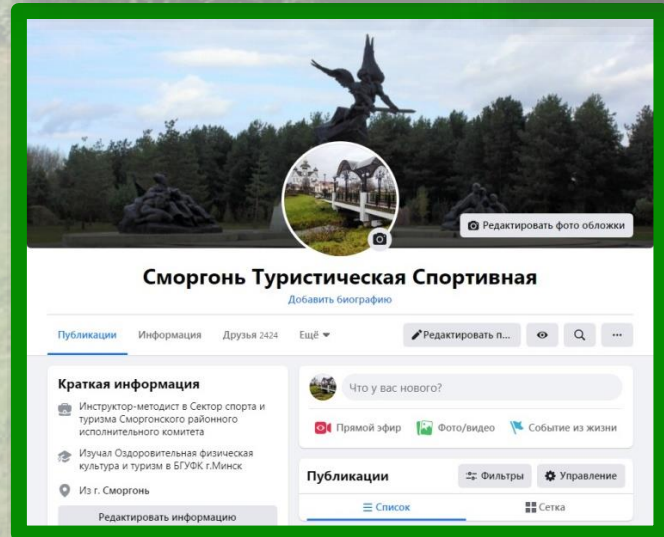 Редактировать фото обложки
Сморгонь Туристическая Спортивная
Добавить биографию
Публикации Информация Друзья 2424 Ещё Редактировать п... ...
Краткая информация
Инструктор-методист в Сектор спорта и
туризма Сморгонского районного
исполнительного комитета
Изучал Оздоровительная физическая
культура и туризм в БГУФК г.Минск
Из г. Сморгонь
Редактировать информацию
Что у вас нового?
Прямой эфир Фото/видео Событие из жизни
Публикации Фильтры Управление
Список Сетка